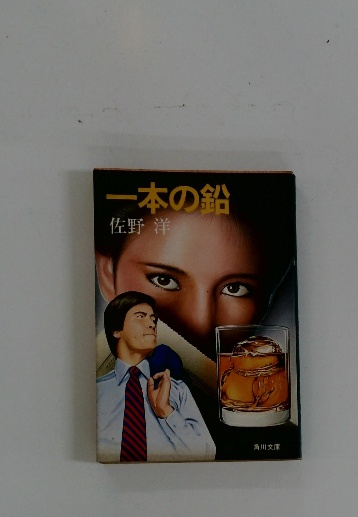 一本の鉛
佐野 洋
角川文庫